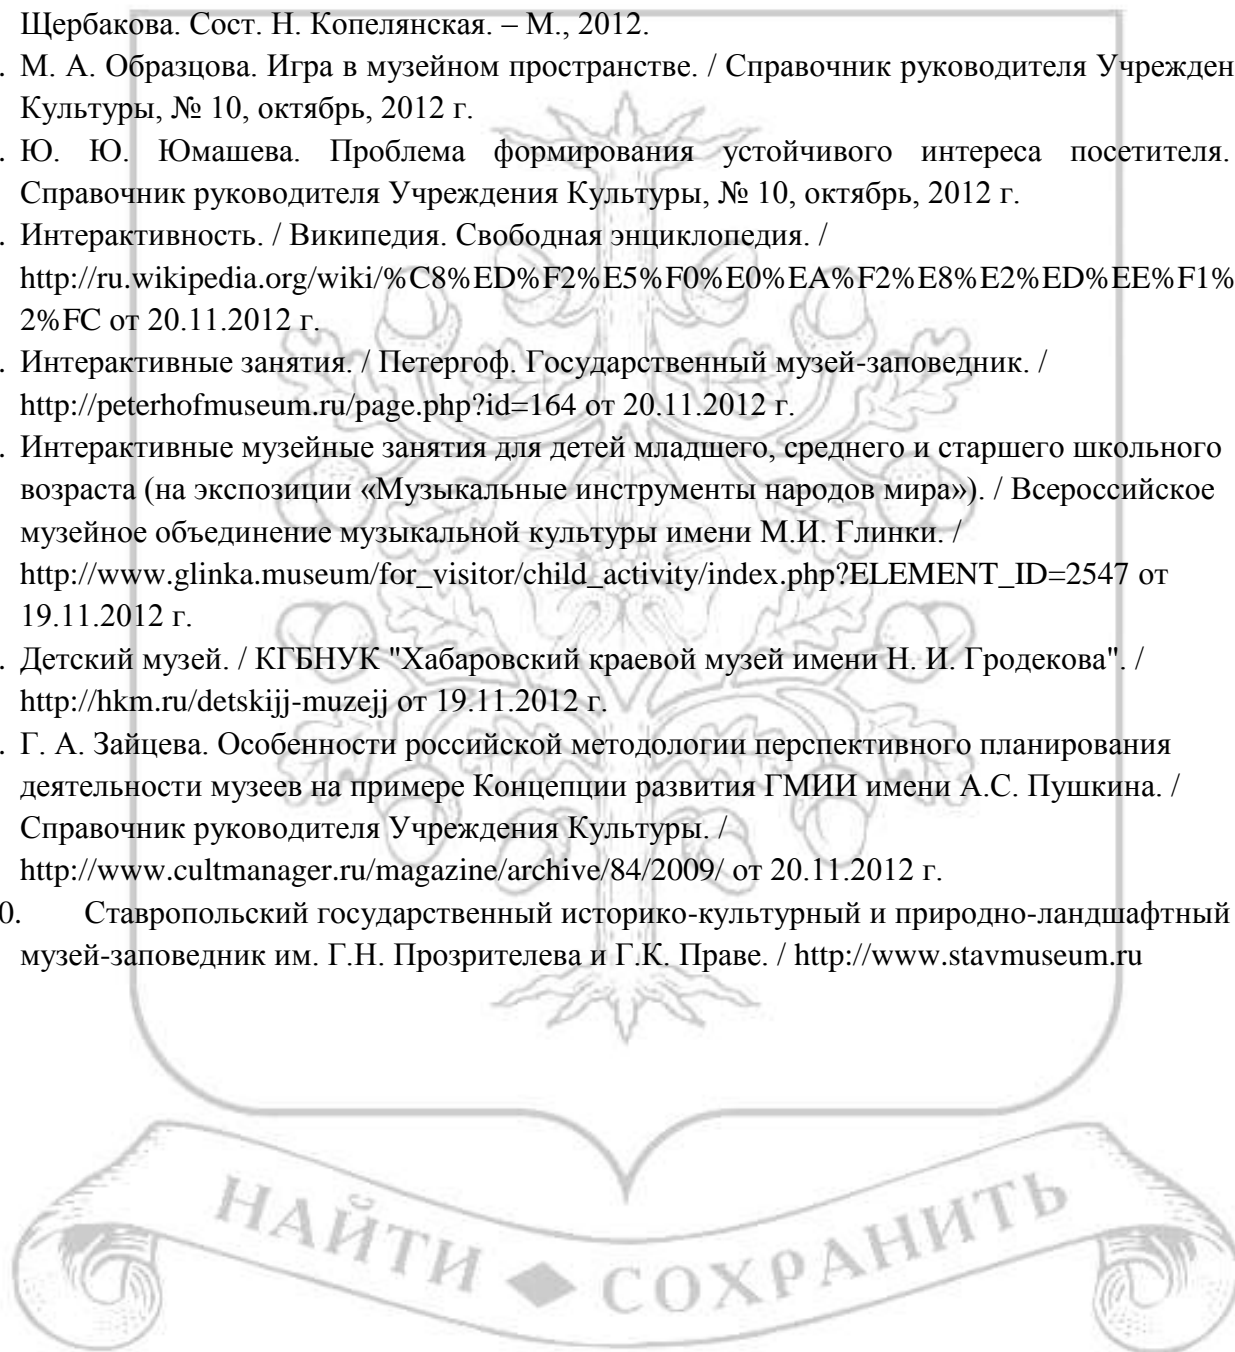 Щербакова. Сост. Н. Копелянская. – М., 2012.
. М. А. Образцова. Игра в музейном пространстве. / Справочник руководителя Учрежден
Культуры, № 10, октябрь, 2012 г.
. Ю. Ю. Юмашева. Проблема формирования устойчивого интереса посетителя.
Справочник руководителя Учреждения Культуры, № 10, октябрь, 2012 г.
. Интерактивность. / Википедия. Свободная энциклопедия. /
http://ru.wikipedia.org/wiki/%C8%ED%F2%E5%F0%E0%EA%F2%E8%E2%ED%EE%F1%
2%FC от 20.11.2012 г.
. Интерактивные занятия. / Петергоф. Государственный музей-заповедник. /
http://peterhofmuseum.ru/page.php?id=164 от 20.11.2012 г.
. Интерактивные музейные занятия для детей младшего, среднего и старшего школьного
возраста (на экспозиции «Музыкальные инструменты народов мира»). / Всероссийское
музейное объединение музыкальной культуры имени М.И. Глинки. /
http://www.glinka.museum/for_visitor/child_activity/index.php?ELEMENT_ID=2547 от
19.11.2012 г.
. Детский музей. / КГБНУК "Хабаровский краевой музей имени Н. И. Гродекова". /
http://hkm.ru/detskijj-muzejj от 19.11.2012 г.
. Г. А. Зайцева. Особенности российской методологии перспективного планирования
деятельности музеев на примере Концепции развития ГМИИ имени А.С. Пушкина. /
Справочник руководителя Учреждения Культуры. /
http://www.cultmanager.ru/magazine/archive/84/2009/ от 20.11.2012 г.
0. Ставропольский государственный историко-культурный и природно-ландшафтный
музей-заповедник им. Г.Н. Прозрителева и Г.К. Праве. / http://www.stavmuseum.ru
НАЙТИ ◆ СОХРАНИТЬ